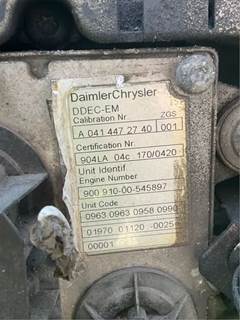 DaimlerChrysler
DDEC-EM
Calibration Nr ZGS
A 041 447 27 40 001
Certification Nr
904LA 04c 170/0420
Unit Identif
Engine Number
900 910-00-545897
Unit Code
0963 0963 0958 0990
01970 01120 -0025
00001